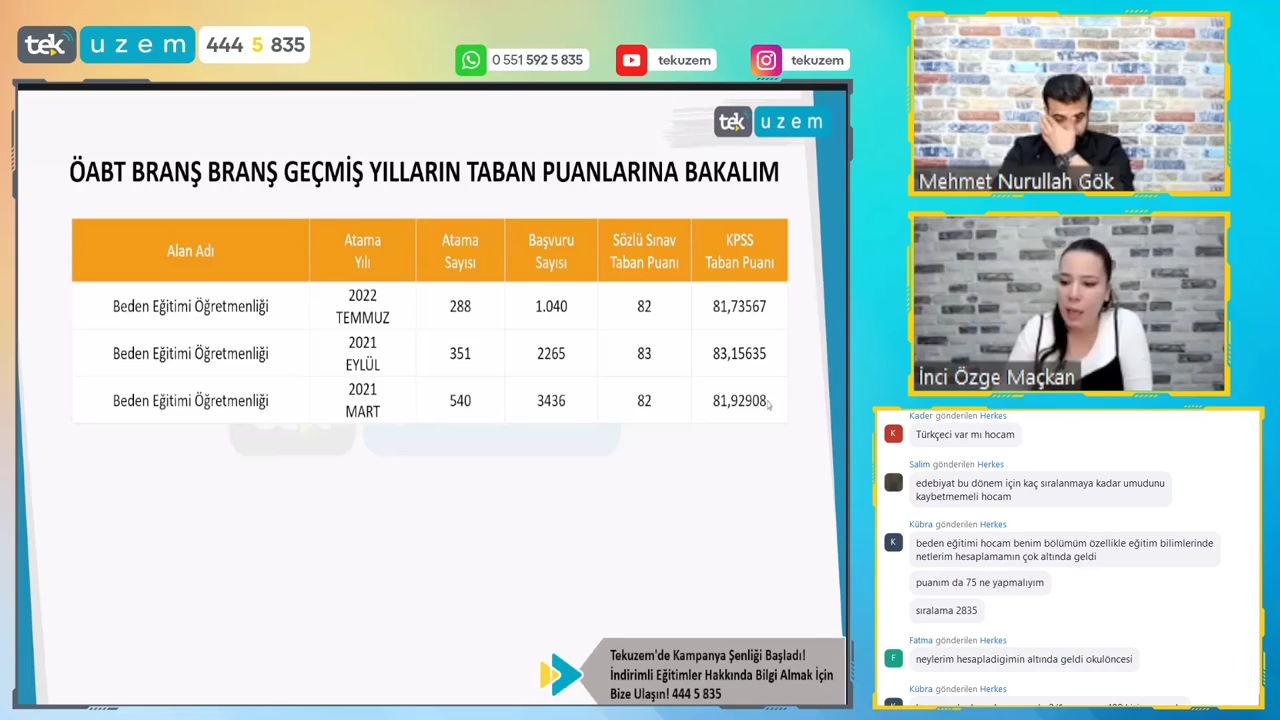 tek uzem 444 5 835
0 551 592 5 835
tekuzem
tekuzem
tek uzem
ÖABT BRANŞ BRANŞ GEÇMİŞ YILLARIN TABAN PUANLARINA BAKALIM
Alan Adı Atama Yılı Atama Sayısı Başvuru Sayısı Sözlü Sınav Taban Puanı KPSS Taban Puanı
Beden Eğitimi Öğretmenliği 2022 TEMMUZ 288 1.040 82 81,73567
Beden Eğitimi Öğretmenliği 2021 EYLÜL 351 2265 83 83,15635
Beden Eğitimi Öğretmenliği 2021 MART 540 3436 82 81,92908
Tekuzem'de Kampanya Şenliği Başladı!
İndirimli Eğitimler Hakkında Bilgi Almak İçin
Bize Ulaşın! 444 5 835
Mehmet Nurullah Gök
İnci Özge Maçkan
Kader gönderilen Herkes
K
Türkçeci var mı hocam
Salim gönderilen Herkes
edebiyat bu dönem için kaç sıralanmaya kadar umudunu
kaybetmemeli hocam
Kübra gönderilen Herkes
K
beden eğitimi hocam benim bölümüm özellikle eğitim bilimlerinde
netlerim hesaplamamın çok altında geldi
puanım da 75 ne yapmalıyım
sıralama 2835
Fatma gönderilen Herkes
F
neylerim hesapladigimin altında geldi okulöncesi
Kübra gönderilen Herkes